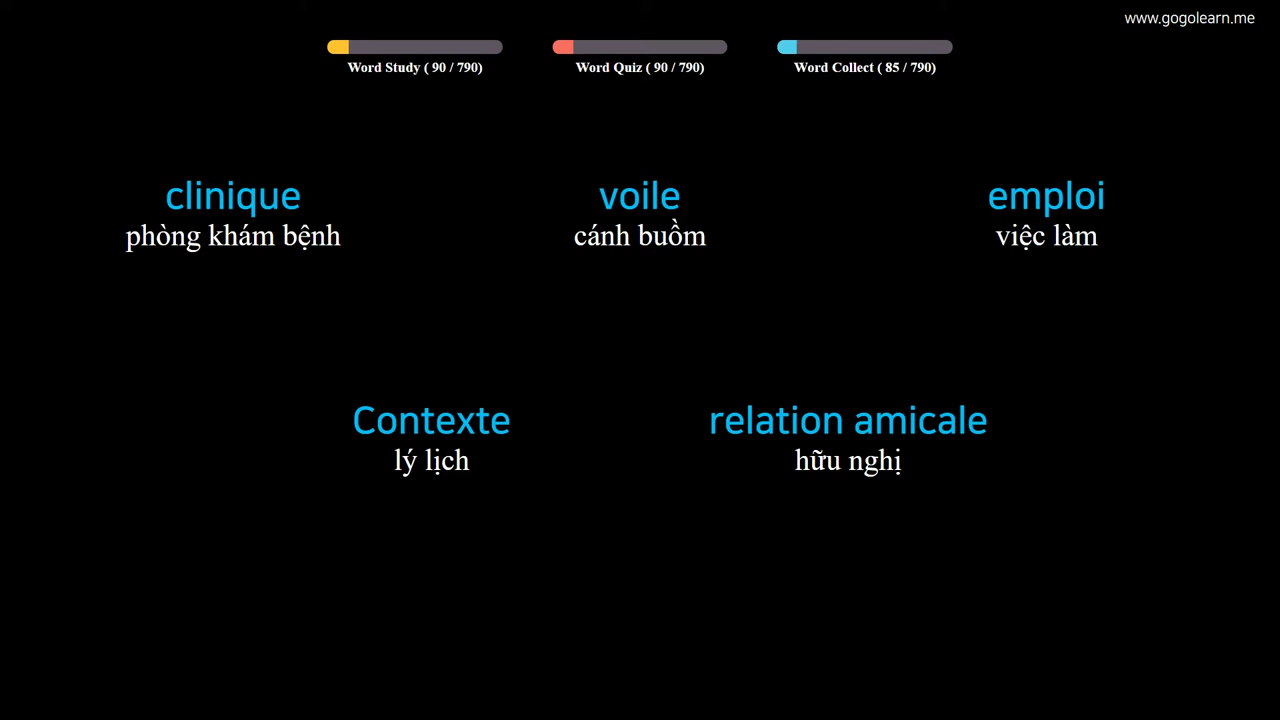 www.gogolearn.me
Word Study ( 90 / 790)
Word Quiz ( 90 / 790)
Word Collect ( 85 / 790)
clinique
phòng khám bệnh
voile
cánh buồm
emploi
việc làm
Contexte
lý lịch
relation amicale
hữu nghị